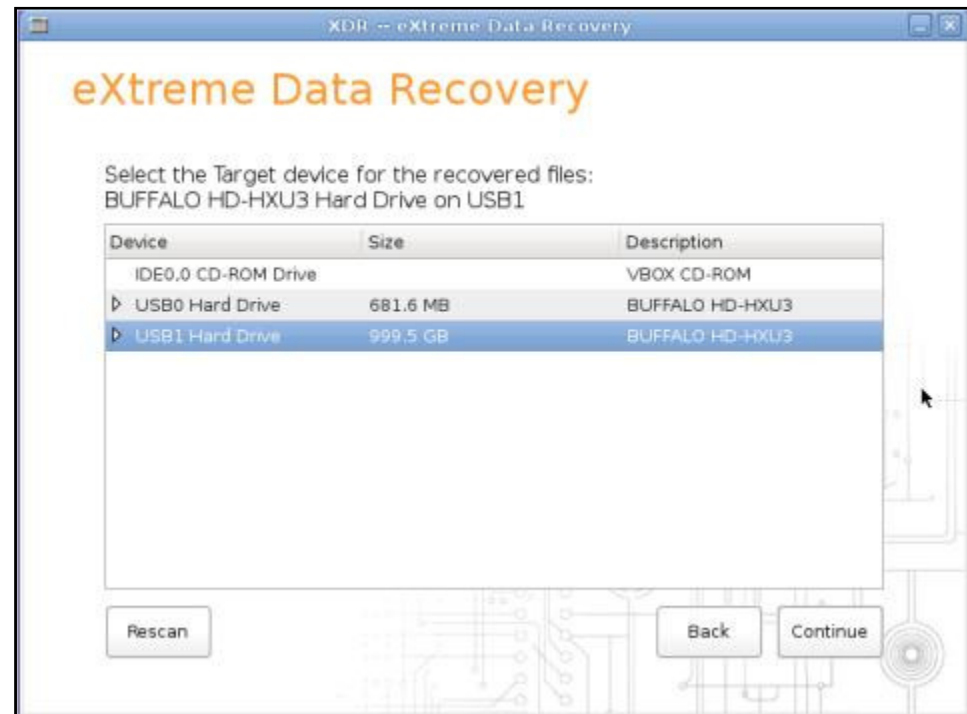 XDR -- eXtreme Data Recovery
eXtreme Data Recovery
Select the Target device for the recovered files:
BUFFALO HD-HXU3 Hard Drive on USB1
Device Size Description
IDE0.0 CD-ROM Drive VBOX CD-ROM
USB0 Hard Drive 681.6 MB BUFFALO HD-HXU3
USB1 Hard Drive 999.5 GB BUFFALO HD-HXU3
Rescan Back Continue